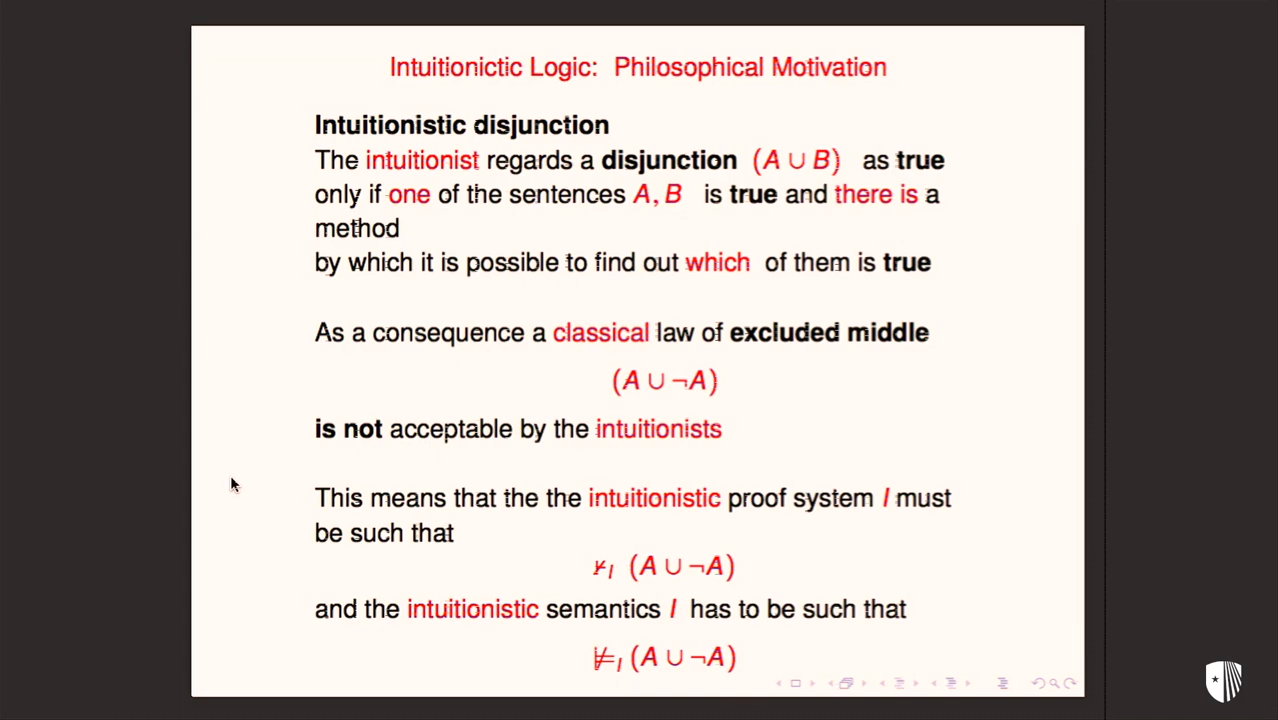 Intuitionictic Logic: Philosophical Motivation
Intuitionistic disjunction
The intuitionist regards a disjunction (A ∪ B) as true
only if one of the sentences A, B is true and there is a
method
by which it is possible to find out which of them is true
As a consequence a classical law of excluded middle
(A ∪ ¬A)
is not acceptable by the intuitionists
This means that the the intuitionistic proof system I must
be such that
⊬I (A ∪ ¬A)
and the intuitionistic semantics I has to be such that
⊭I (A ∪ ¬A)